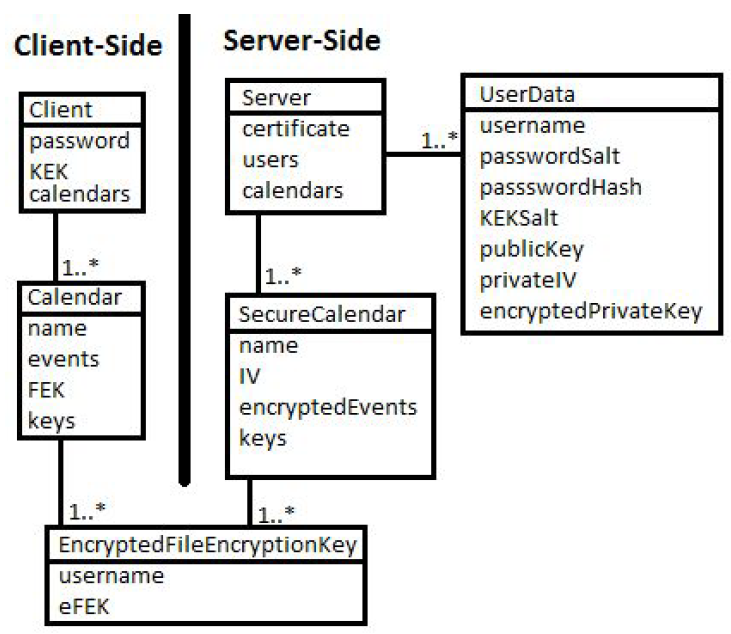 Client-Side
Server-Side
Client
password
KEK
calendars
1..*
Calendar
name
events
FEK
keys
1..*
Server
certificate
users
calendars
1..*
UserData
username
passwordSalt
passswordHash
KEKSalt
publicKey
privateIV
encryptedPrivateKey
1..*
SecureCalendar
name
IV
encryptedEvents
keys
1..*
EncryptedFileEncryptionKey
username
eFEK